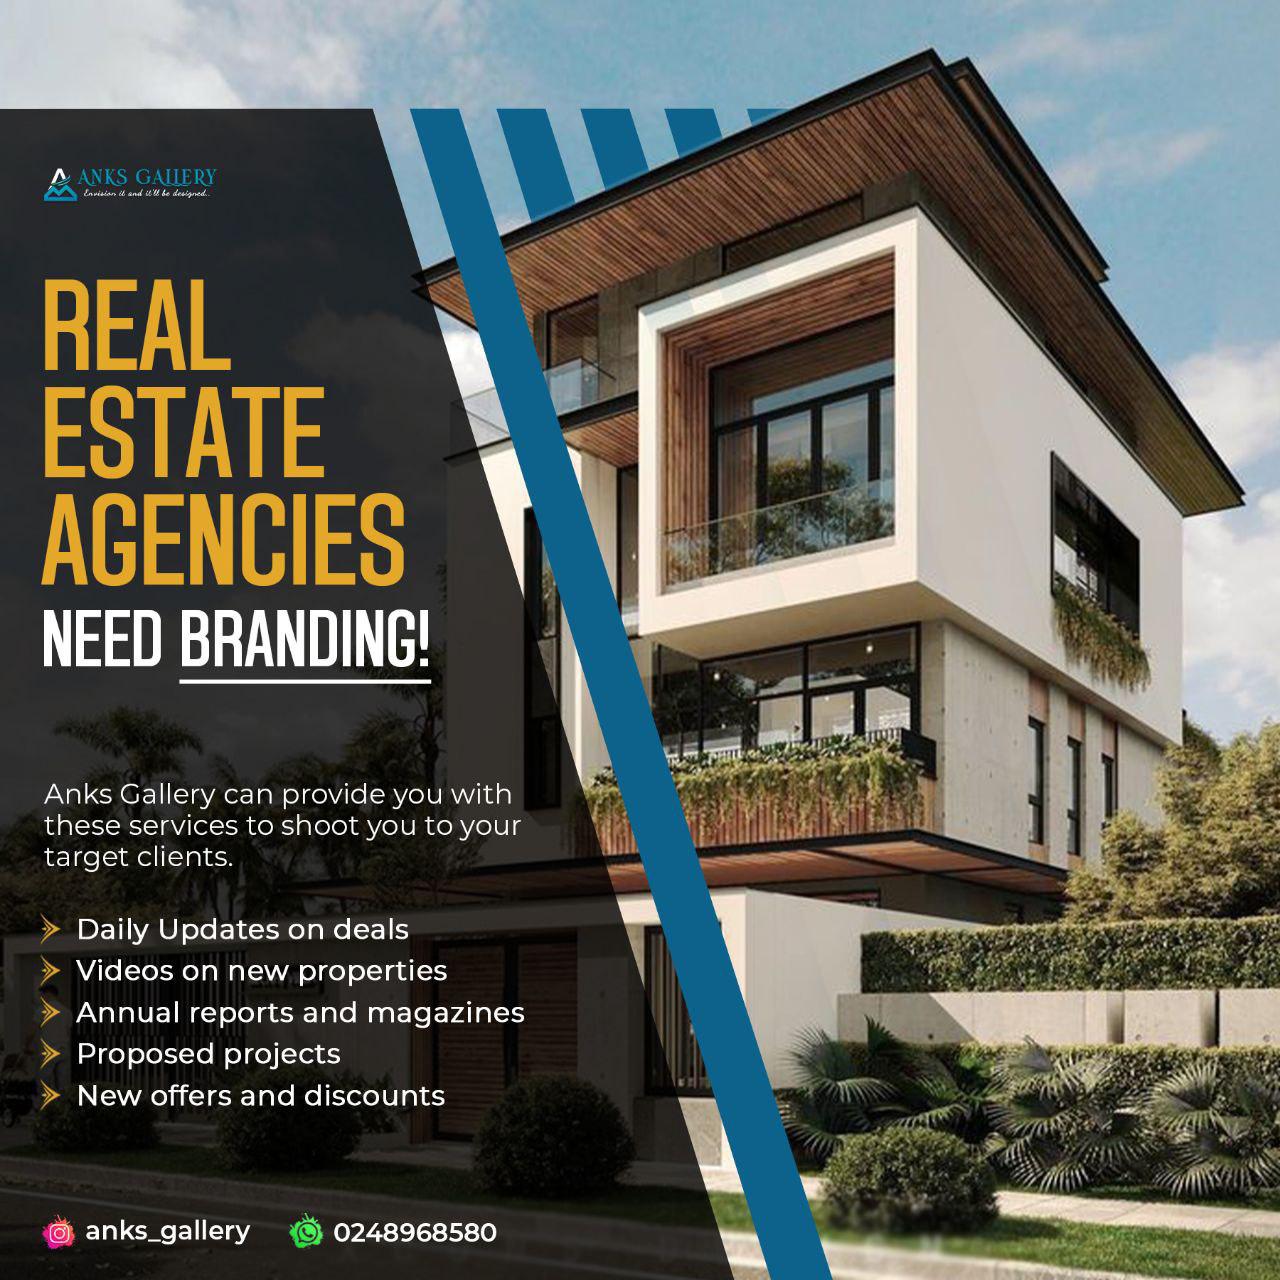 ANKS GALLERY
Envision it and it'll be designed..
REAL
ESTATE
AGENCIES
NEED BRANDING!
Anks Gallery can provide you with
these services to shoot you to your
target clients.
Daily Updates on deals
Videos on new properties
Annual reports and magazines
Proposed projects
New offers and discounts
anks_gallery 0248968580